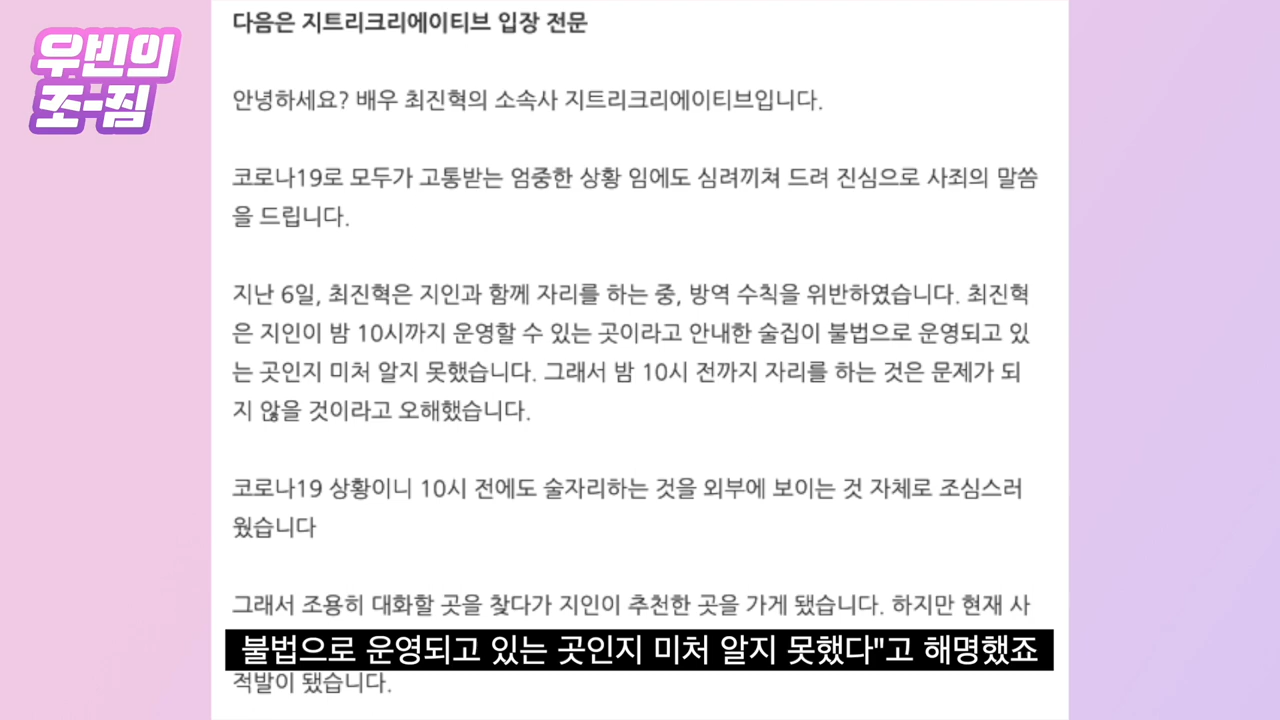 우빈의
조-짐
다음은 지트리크리에이티브 입장 전문
안녕하세요? 배우 최진혁의 소속사 지트리크리에이티브입니다.
코로나19로 모두가 고통받는 엄중한 상황 임에도 심려끼쳐 드려 진심으로 사죄의 말씀
을 드립니다.
지난 6일, 최진혁은 지인과 함께 자리를 하는 중, 방역 수칙을 위반하였습니다. 최진혁
은 지인이 밤 10시까지 운영할 수 있는 곳이라고 안내한 술집이 불법으로 운영되고 있
는 곳인지 미처 알지 못했습니다. 그래서 밤 10시 전까지 자리를 하는 것은 문제가 되
지 않을 것이라고 오해했습니다.
코로나19 상황이니 10시 전에도 술자리하는 것을 외부에 보이는 것 자체로 조심스러
웠습니다
그래서 조용히 대화할 곳을 찾다가 지인이 추천한 곳을 가게 됐습니다. 하지만 현재 사
불법으로 운영되고 있는 곳인지 미처 알지 못했다"고 해명했죠
적발이 됐습니다.